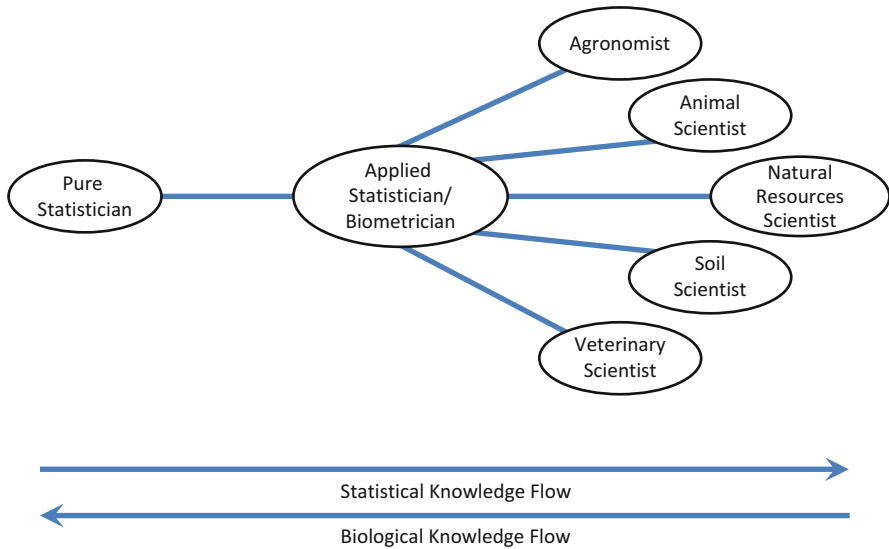 Agronomist
Animal
Scientist
Pure
Statistician
Applied
Statistician/
Biometrician
Natural
Resources
Scientist
Soil
Scientist
Veterinary
Scientist
Statistical Knowledge Flow
Biological Knowledge Flow